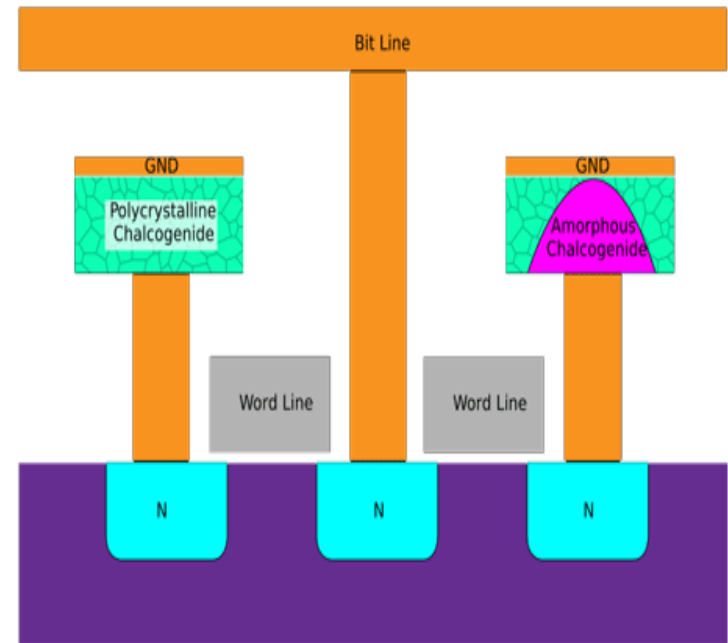 Bit Line
GND
GND
Polycrystalline
Chalcogenide
Amorphous
Chalcogenide
Word Line
Word Line
N
N
N